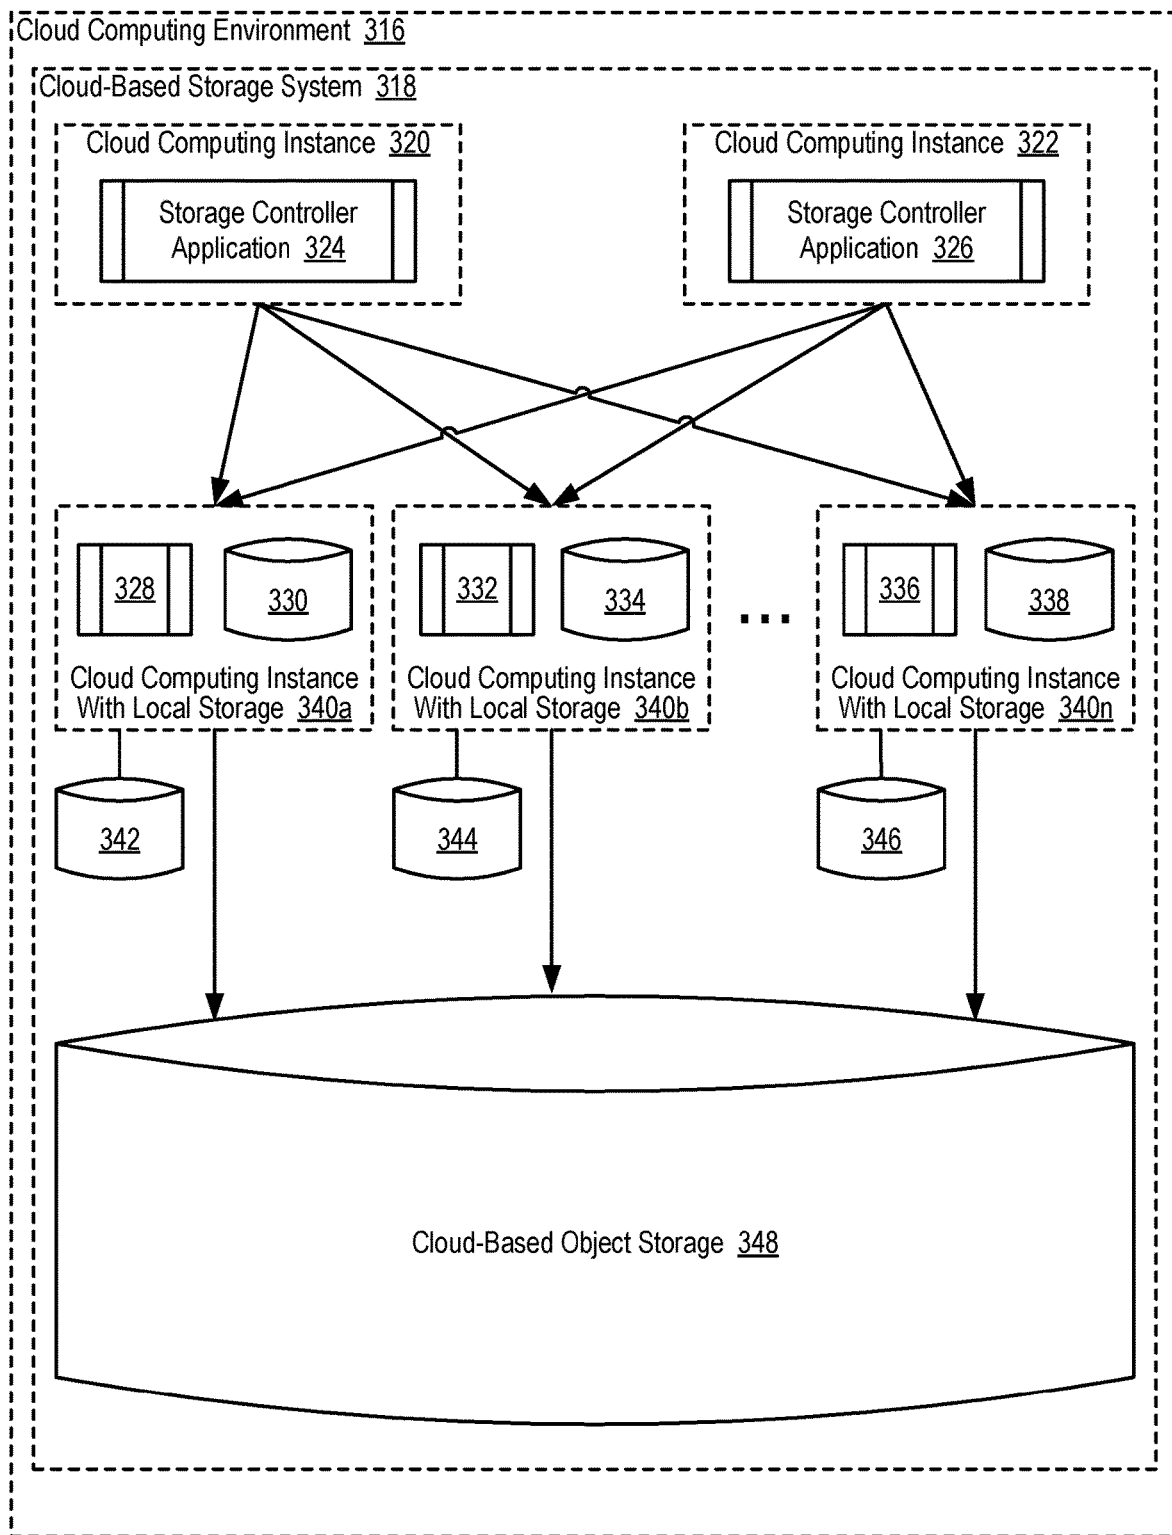 Cloud Computing Environment 316
Cloud-Based Storage System 318
Cloud Computing Instance 320
Storage Controller
Application 324
Cloud Computing Instance 322
Storage Controller
Application 326
328
330
Cloud Computing Instance
With Local Storage 340a
332
334
Cloud Computing Instance
With Local Storage 340b
...
336
338
Cloud Computing Instance
With Local Storage 340n
342
344
346
Cloud-Based Object Storage 348